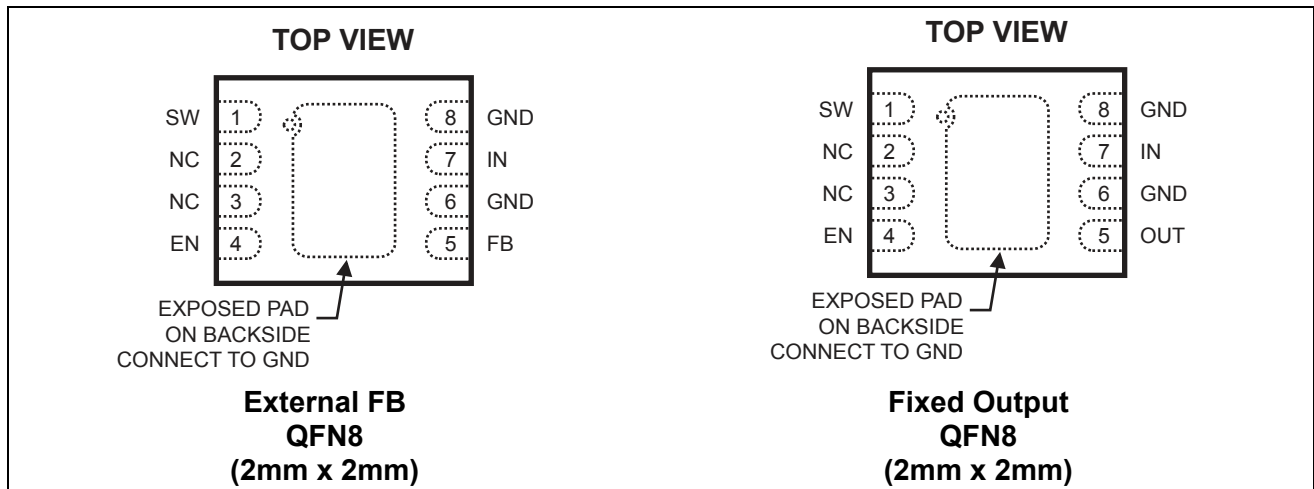 TOP VIEW
SW 1 8 GND
NC 2 7 IN
NC 3 6 GND
EN 4 5 FB
EXPOSED PAD
ON BACKSIDE
CONNECT TO GND
External FB
QFN8
(2mm x 2mm)
TOP VIEW
SW 1 8 GND
NC 2 7 IN
NC 3 6 GND
EN 4 5 OUT
EXPOSED PAD
ON BACKSIDE
CONNECT TO GND
Fixed Output
QFN8
(2mm x 2mm)